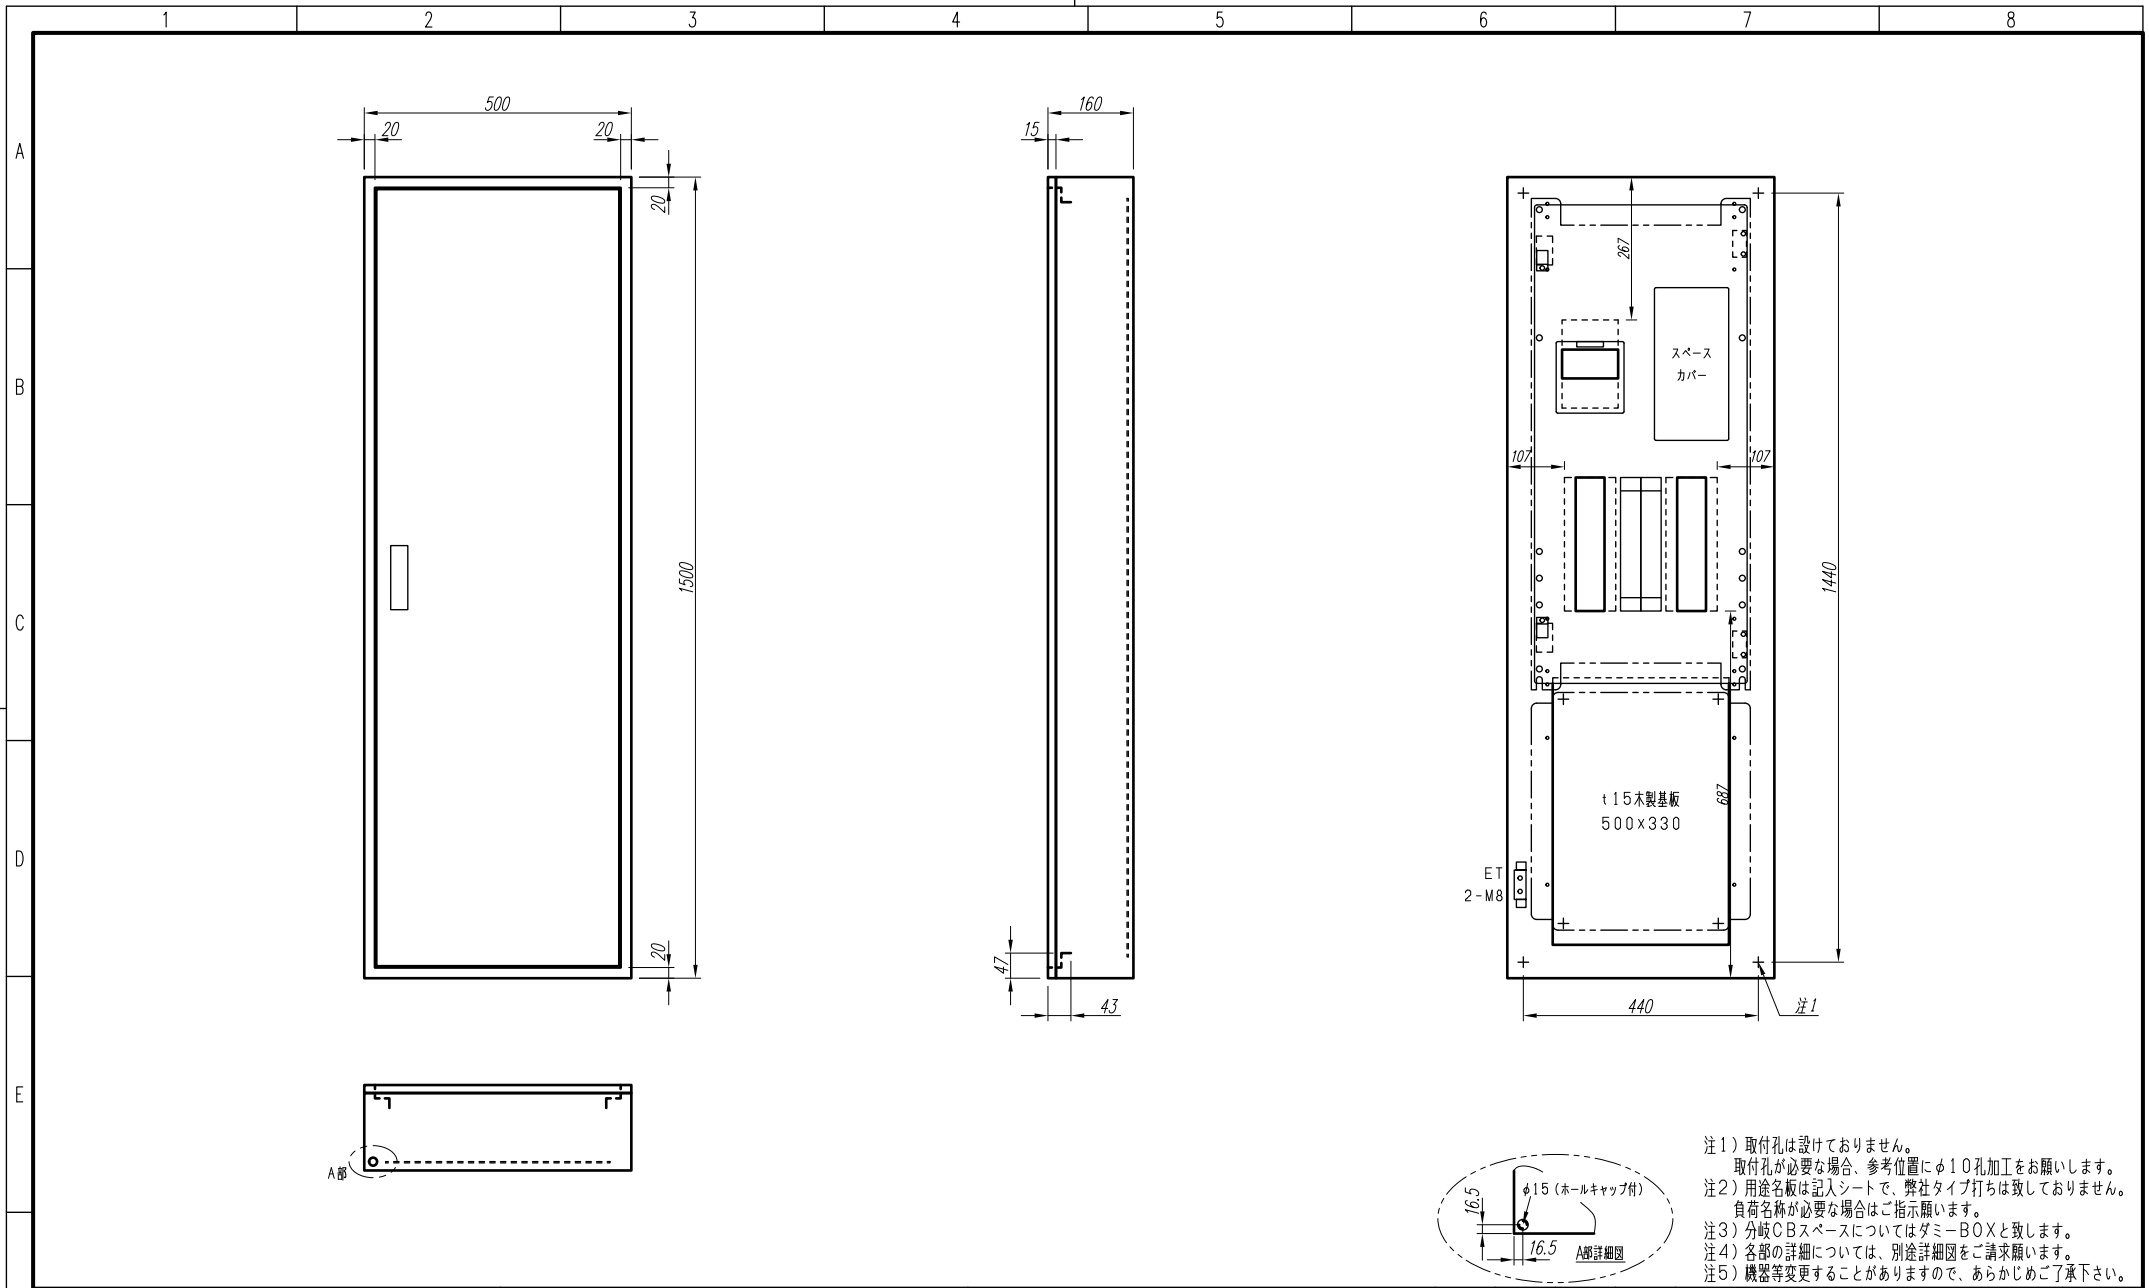 1 2 3 4 5 6 7 8
A
B
C
D
E
500
20 20
20
1500
20
160
15
47
43
267
スペース
カバー
107 107
1440
t15木製基板
500×330
687
ET
2-M8
440
注1
A部
φ15（ホールキャップ付）
16.5
16.5
A部詳細図
注1）取付孔は設けておりません。
取付孔が必要な場合、参考位置にφ10孔加工をお願いします。
注2）用途名板は記入シートで、弊社タイプ打ちは致しておりません。
負荷名称が必要な場合はご指示願います。
注3）分岐CBスペースについてはダミーBOXと致します。
注4）各部の詳細については、別途詳細図をご請求願います。
注5）機器等変更することがありますので、あらかじめご了承下さい。